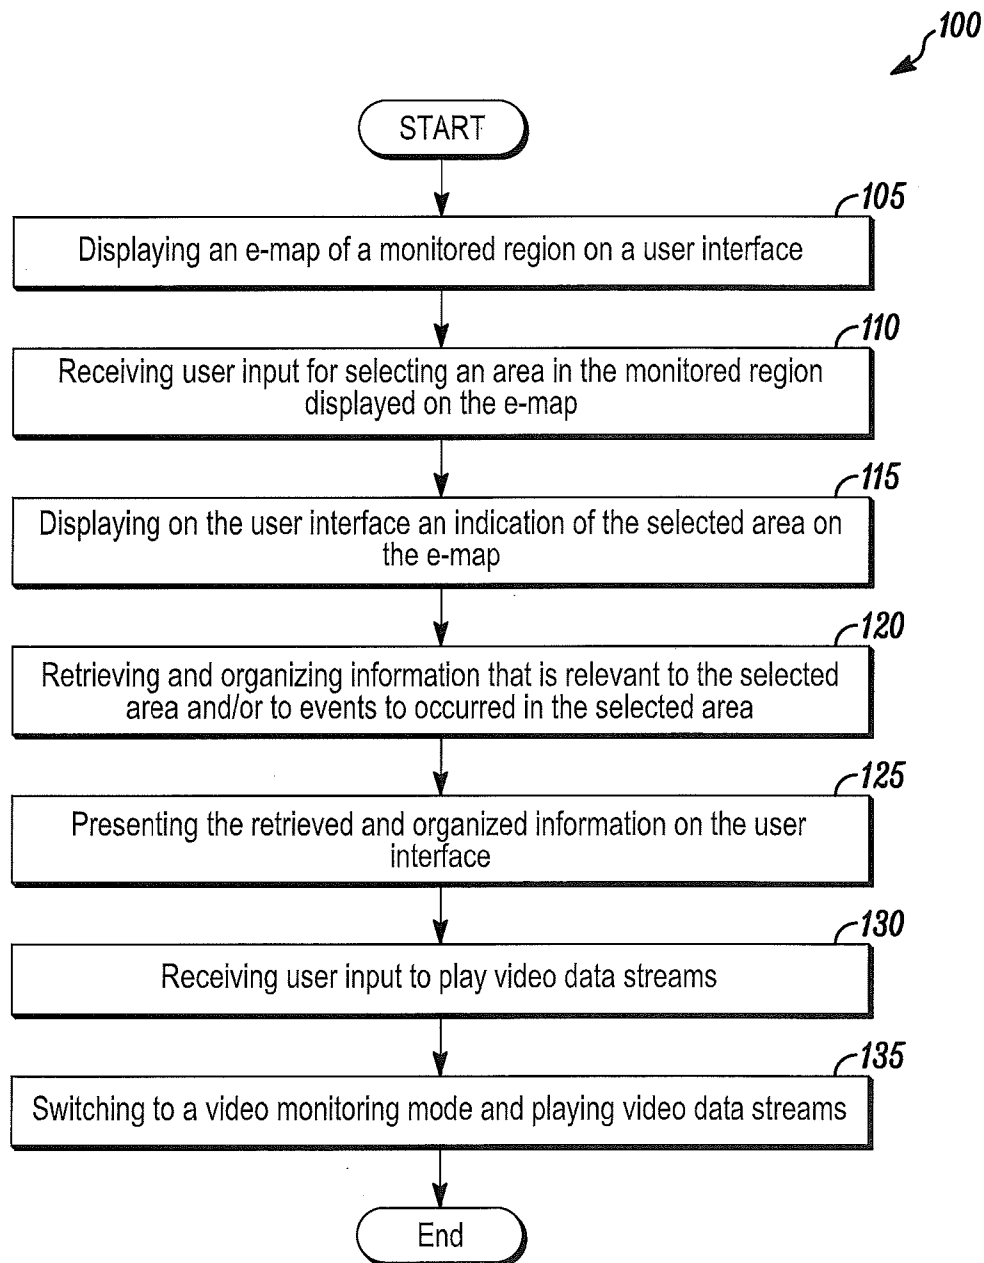 100
START
105
Displaying an e-map of a monitored region on a user interface
110
Receiving user input for selecting an area in the monitored region
displayed on the e-map
115
Displaying on the user interface an indication of the selected area on
the e-map
120
Retrieving and organizing information that is relevant to the selected
area and/or to events to occurred in the selected area
125
Presenting the retrieved and organized information on the user
interface
130
Receiving user input to play video data streams
135
Switching to a video monitoring mode and playing video data streams
End